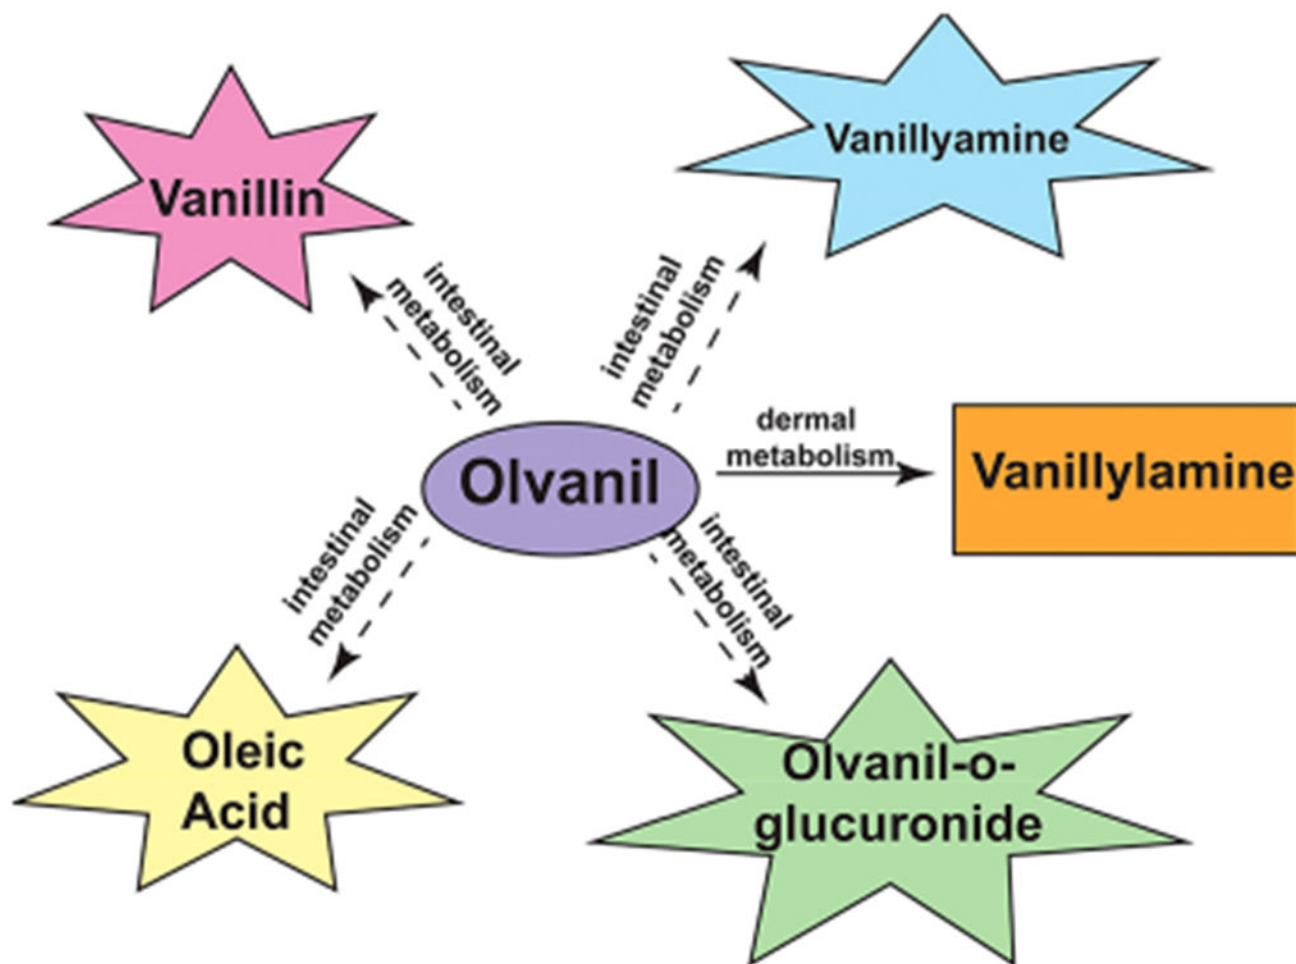 Vanillin
Vanillyamine
intestinal
metabolism
intestinal
metabolism
dermal
metabolism
Olvanil
Vanillylamine
intestinal
metabolism
intestinal
metabolism
Oleic
Acid
Olvanil-o-
glucuronide